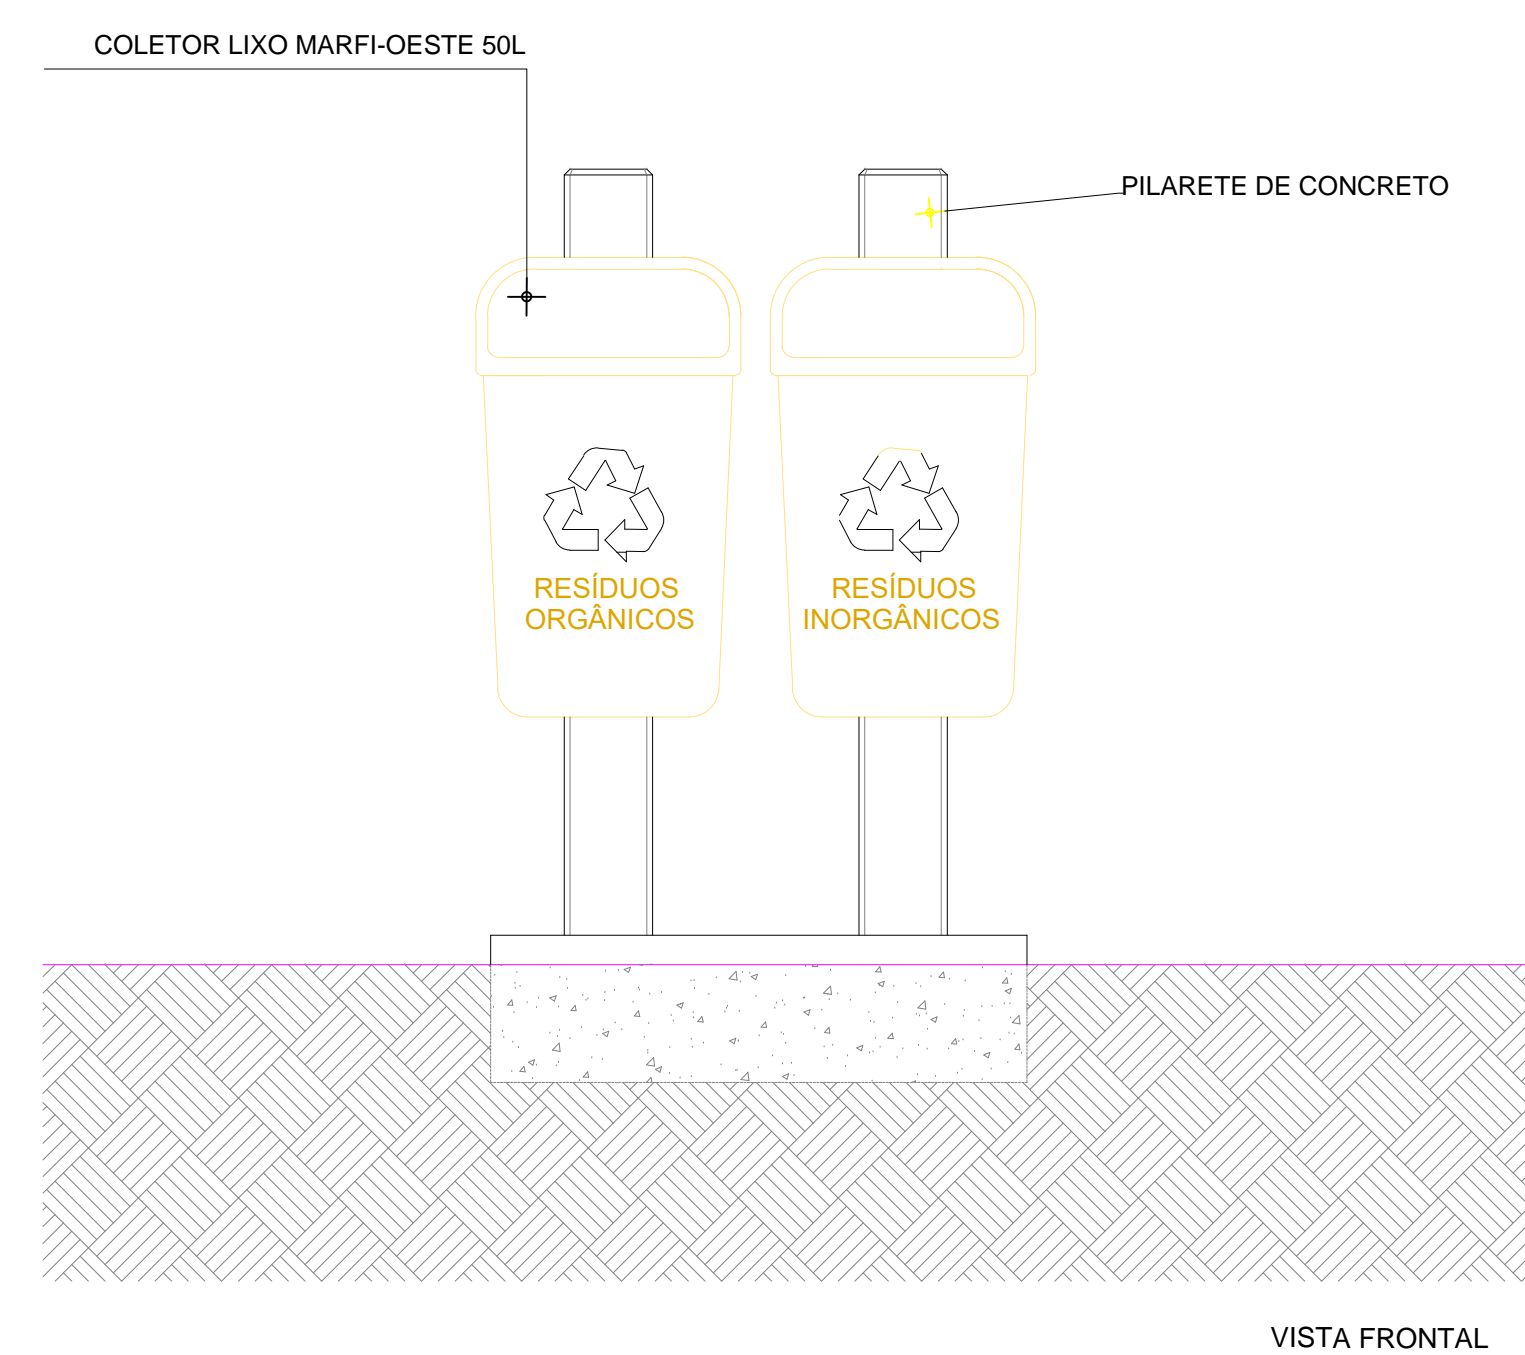 COLETOR LIXO MARFI-OESTE 50L
PILARETE DE CONCRETO
RESÍDUOS
ORGÂNICOS
RESÍDUOS
INORGÂNICOS
VISTA FRONTAL